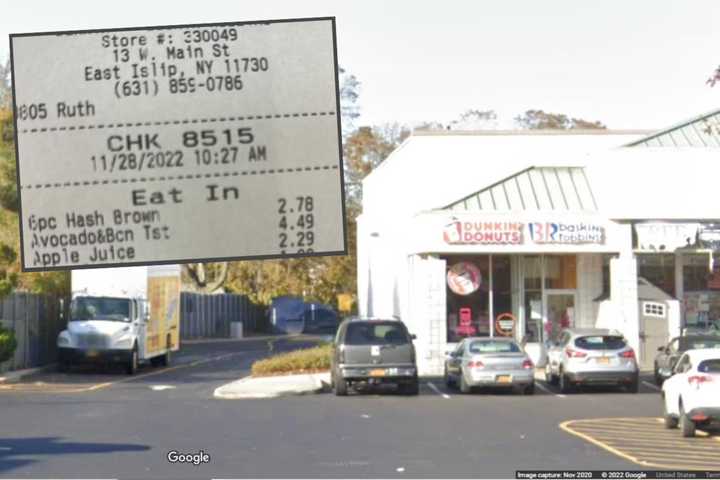 Store #: 330049
13 W. Main St
East Islip, NY 11730
(631) 859-0786
805 Ruth
CHK 8515
11/28/2022 10:27 AM
Eat In
6pc Hash Brown 2.78
Avocado&Bcn Tst 4.49
Apple Juice 2.29
DUNKIN' DONUTS BR baskin robbins
Google
Image capture: Nov 2020 © 2022 Google United States Term